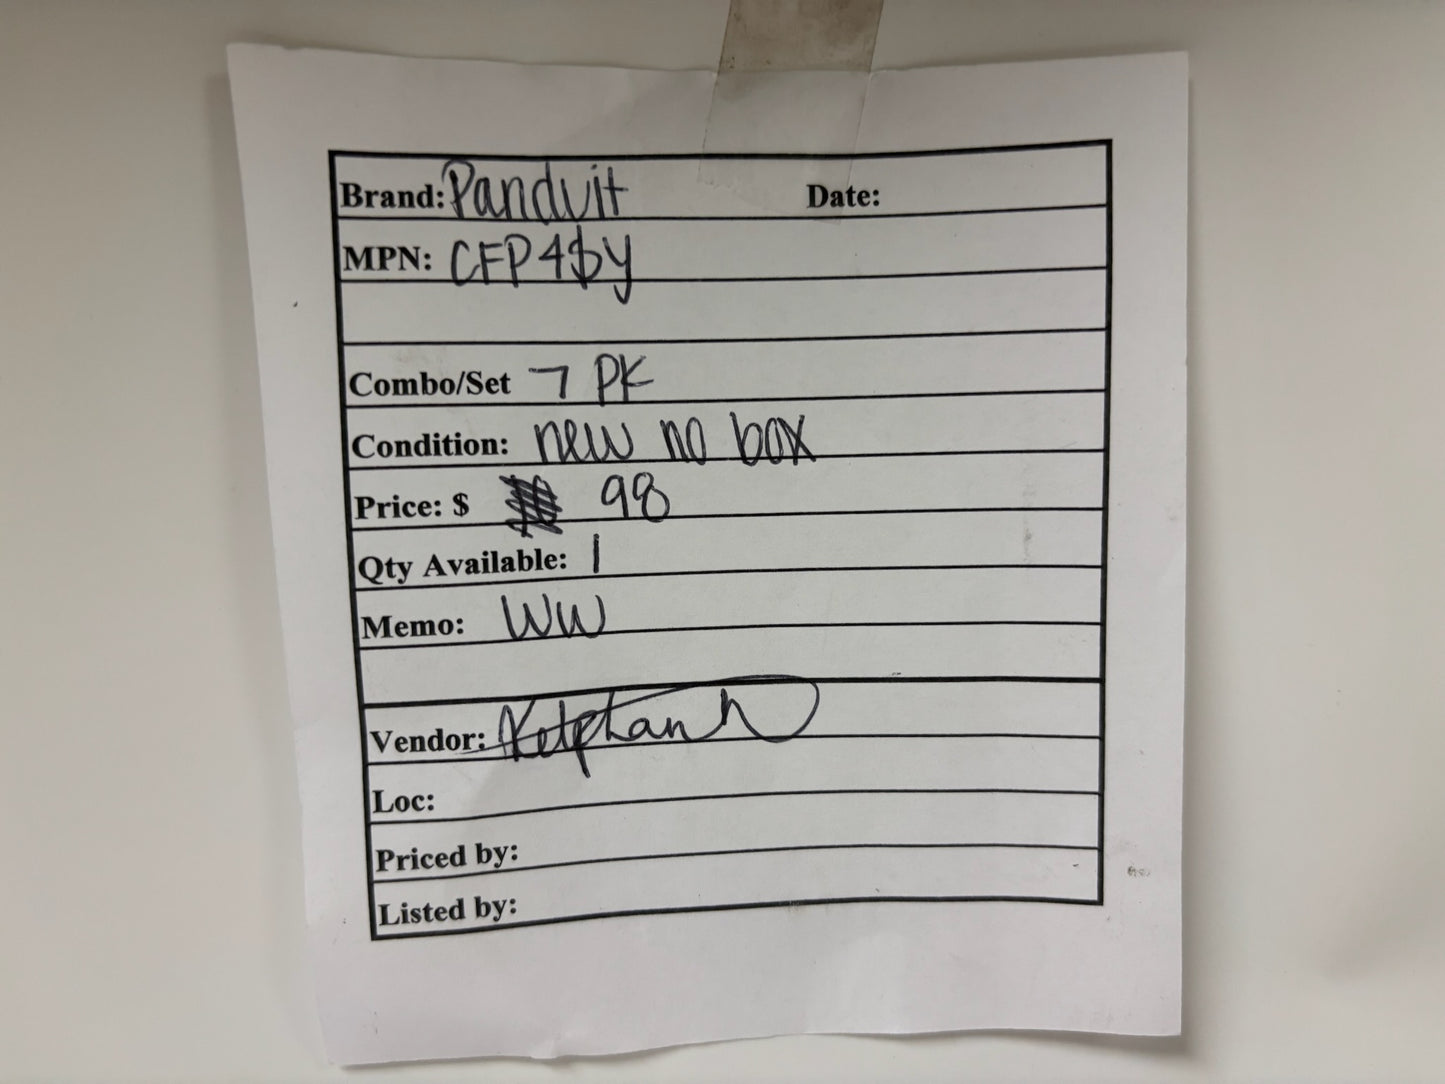 Brand: Panduit Date:
MPN: CFP4$y
Combo/Set 7 PK
Condition: new no box
Price: $ 98
Qty Available: 1
Memo: WW
Vendor:
Loc:
Priced by:
Listed by: